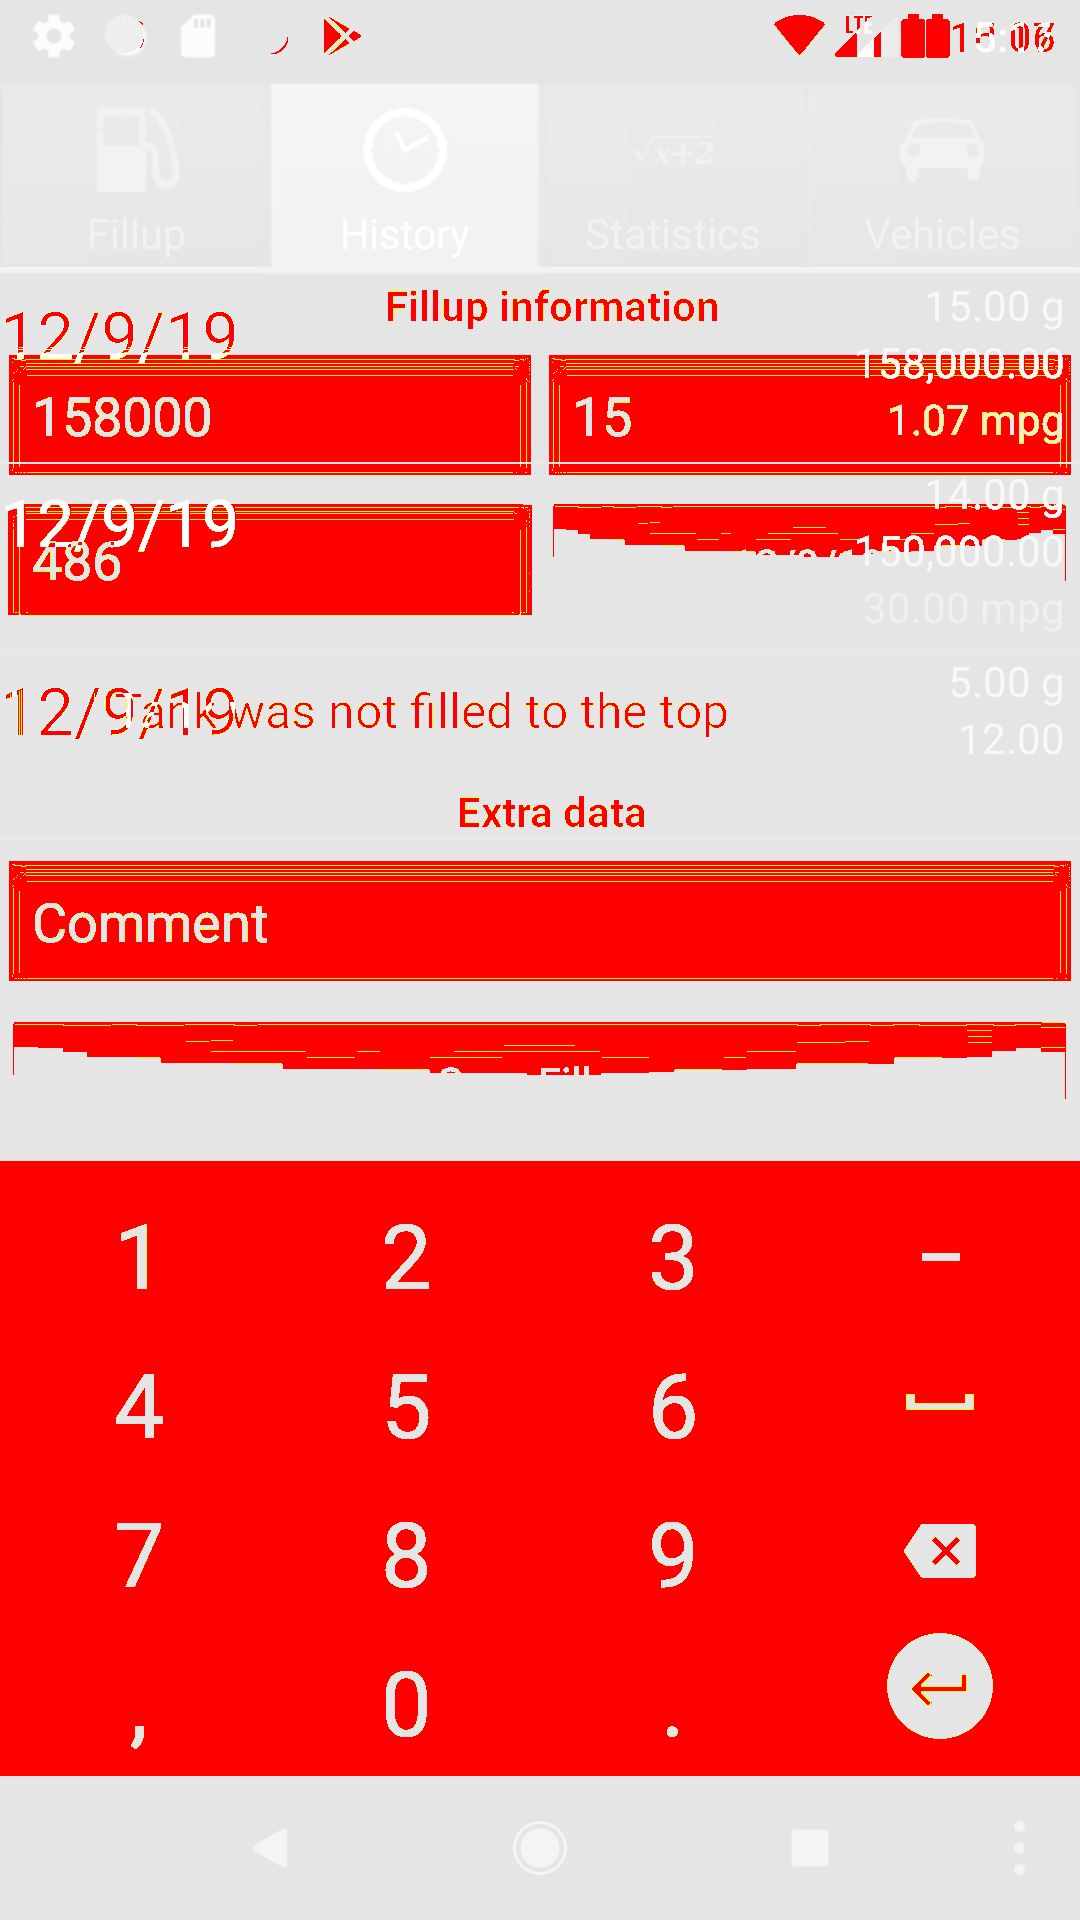 LTE
Fillup History √x+2 Statistics Vehicles
Fillup information
15.00 g
12/9/19
158,000.00
158000 15 1.07 mpg
14.00 g
12/9/19
150,000.00
486
30.00 mpg
5.00 g
12/9/19
Tank was not filled to the top
12.00
Extra data
Comment
1 2 3 –
4 5 6
7 8 9
, 0 .